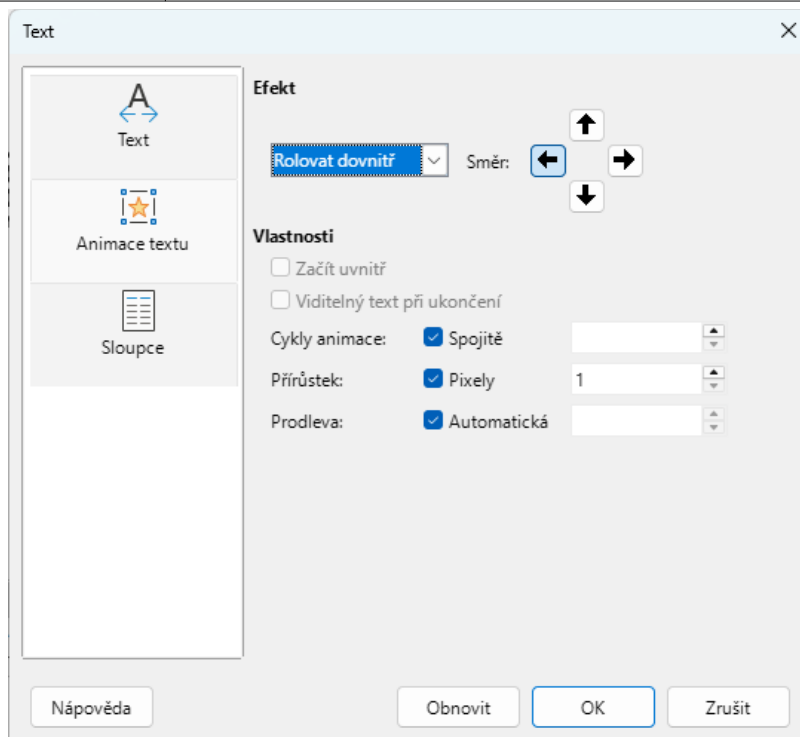 Text
Text
Animace textu
Sloupce
Efekt
Rolovat dovnitř
Směr:
Vlastnosti
Začít uvnitř
Viditelný text při ukončení
Cykly animace: Spojitě
Přírůstek: Pixely 1
Prodleva: Automatická
Nápověda Obnovit OK Zrušit